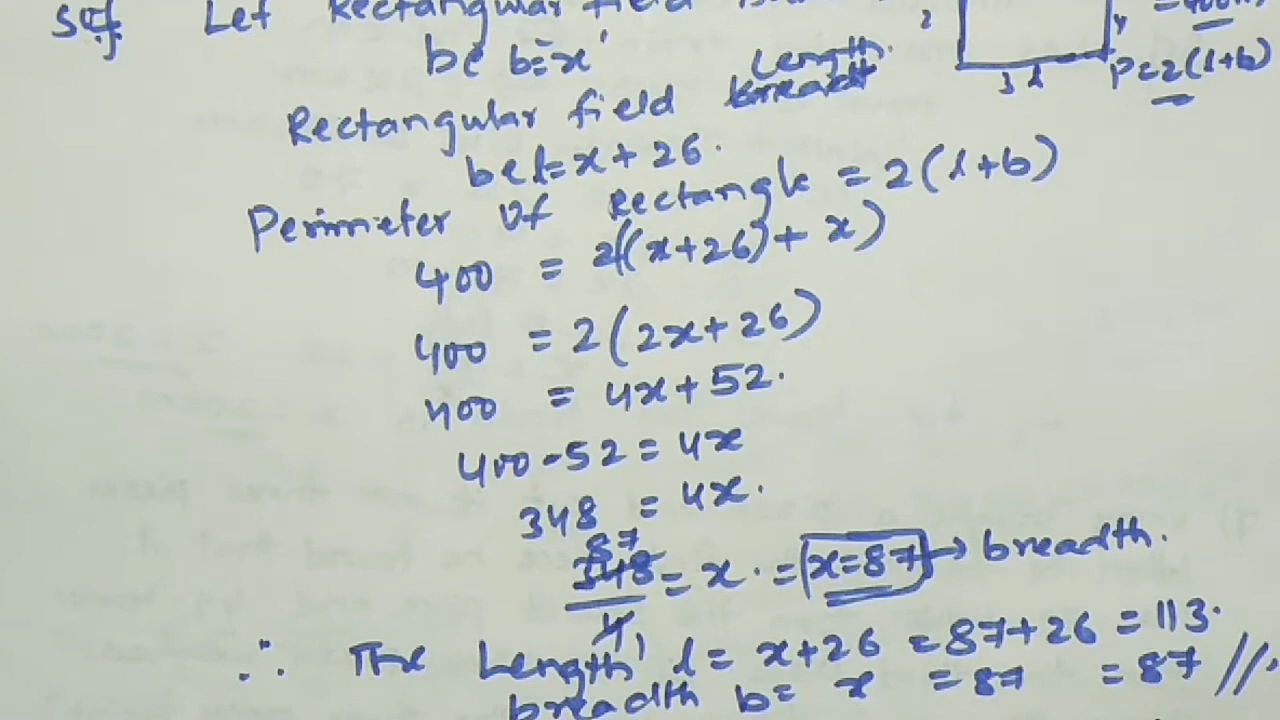 Let Rectangular field
be b=x
= 400
P=2(l+b)
Length.
Rectangular field breadt
be l=x+26.
Perimeter of Rectangle = 2(l+b)
400 = 2((x+26)+x)
400 = 2(2x+26)
400 = 4x+52.
400-52=4x
348 = 4x.
87
348/4 = x. = x=87 → breadth.
∴ The Length l= x+26 =87+26 =113.
breadth b= x =87 =87 //.